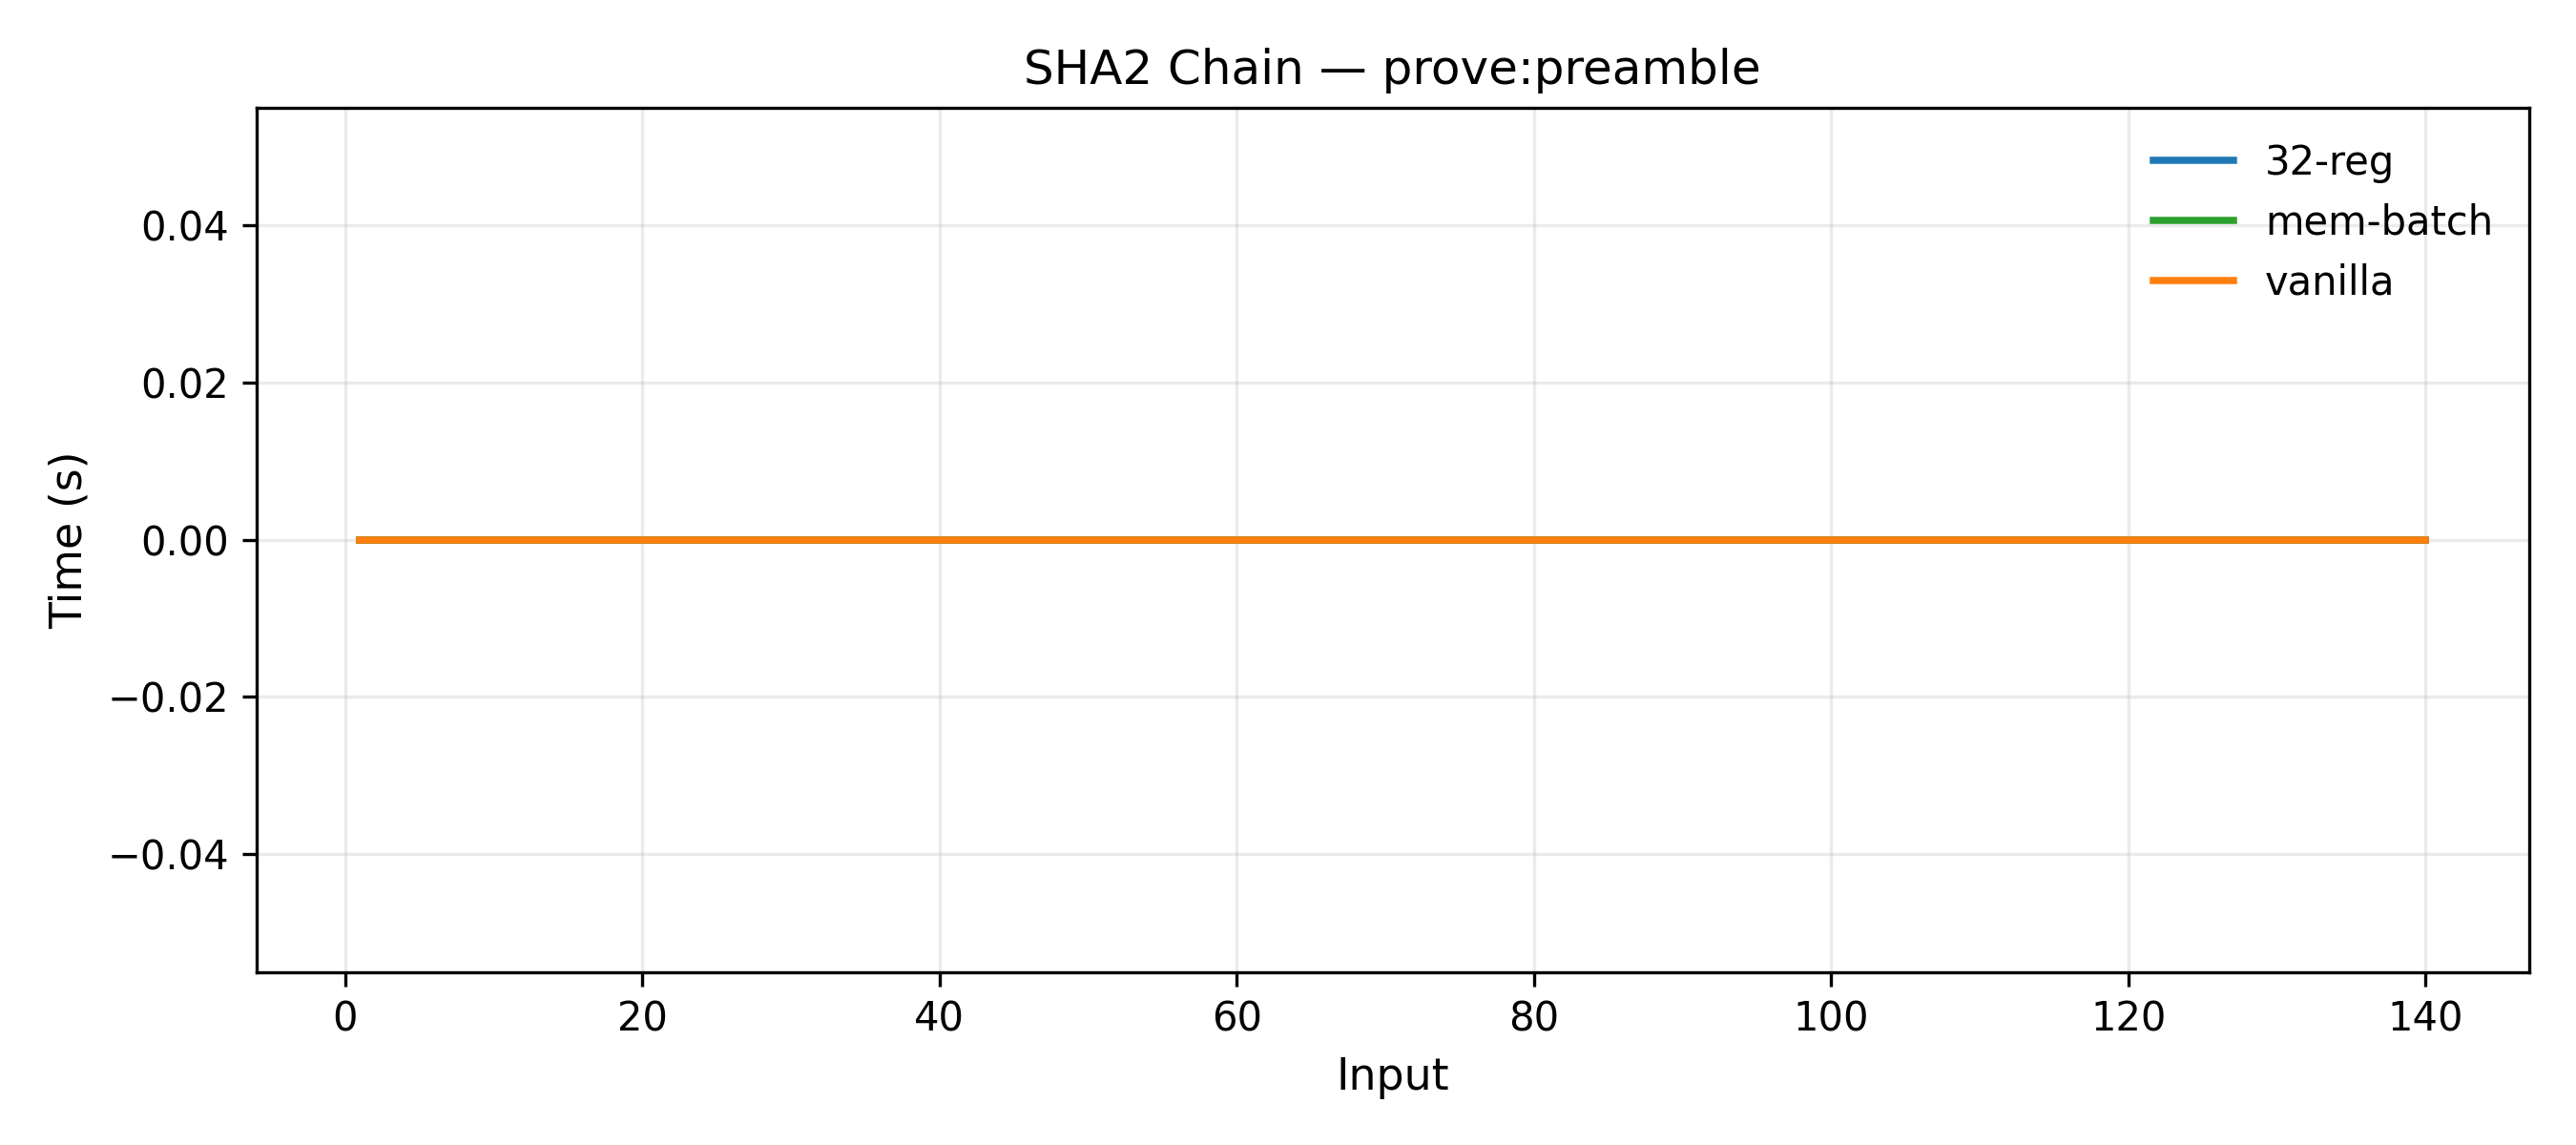 SHA2 Chain — prove:preamble
32-reg
mem-batch
vanilla
Time (s)
0.04
0.02
0.00
−0.02
−0.04
0 20 40 60 80 100 120 140
Input